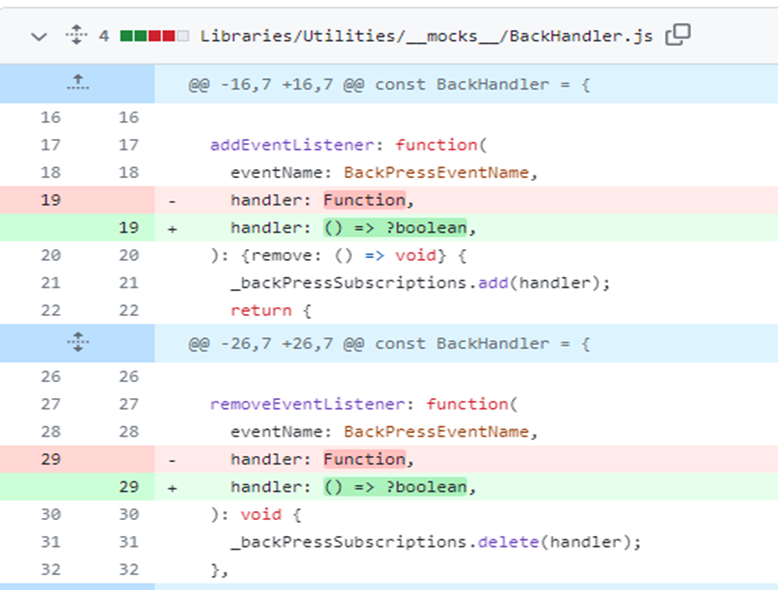 4 Libraries/Utilities/__mocks__/BackHandler.js
@@ -16,7 +16,7 @@ const BackHandler = {
16 16
17 17 addEventListener: function(
18 18 eventName: BackPressEventName,
19 - handler: Function,
19 + handler: () => ?boolean,
20 20 ): {remove: () => void} {
21 21 _backPressSubscriptions.add(handler);
22 22 return {
@@ -26,7 +26,7 @@ const BackHandler = {
26 26
27 27 removeEventListener: function(
28 28 eventName: BackPressEventName,
29 - handler: Function,
29 + handler: () => ?boolean,
30 30 ): void {
31 31 _backPressSubscriptions.delete(handler);
32 32 },